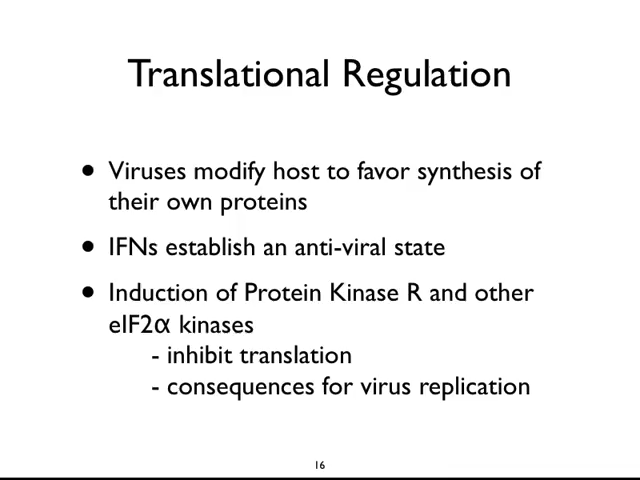 Translational Regulation
• Viruses modify host to favor synthesis of
their own proteins
• IFNs establish an anti-viral state
• Induction of Protein Kinase R and other
eIF2α kinases
- inhibit translation
- consequences for virus replication
16